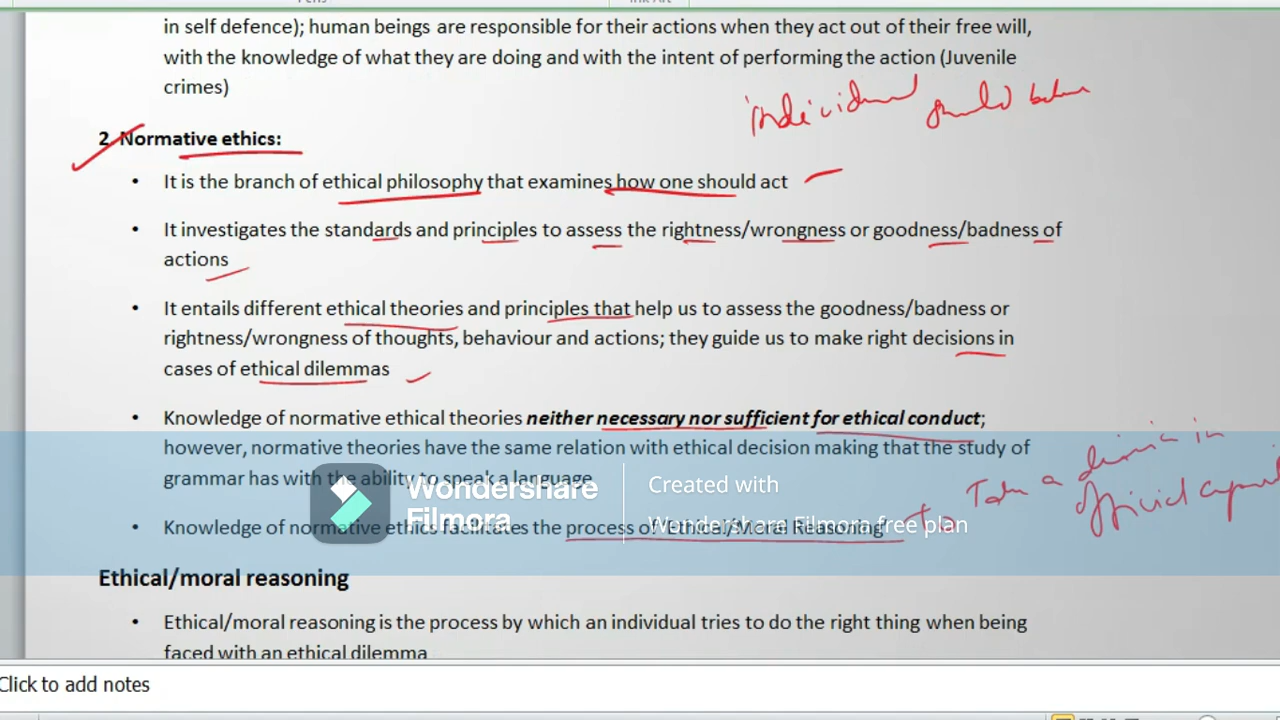 in self defence); human beings are responsible for their actions when they act out of their free will,
with the knowledge of what they are doing and with the intent of performing the action (Juvenile
crimes)
individual should
2 Normative ethics:
• It is the branch of ethical philosophy that examines how one should act
• It investigates the standards and principles to assess the rightness/wrongness or goodness/badness of
actions
• It entails different ethical theories and principles that help us to assess the goodness/badness or
rightness/wrongness of thoughts, behaviour and actions; they guide us to make right decisions in
cases of ethical dilemmas
• Knowledge of normative ethical theories neither necessary nor sufficient for ethical conduct;
however, normative theories have the same relation with ethical decision making that the study of
grammar has with the ability to speak a language
Wondershare
Filmora
Created with
Wondershare Filmora free plan
• Knowledge of normative ethics facilitates the process of Ethical/Moral Reasoning
to Take a decision in
official
Ethical/moral reasoning
• Ethical/moral reasoning is the process by which an individual tries to do the right thing when being
faced with an ethical dilemma
Click to add notes